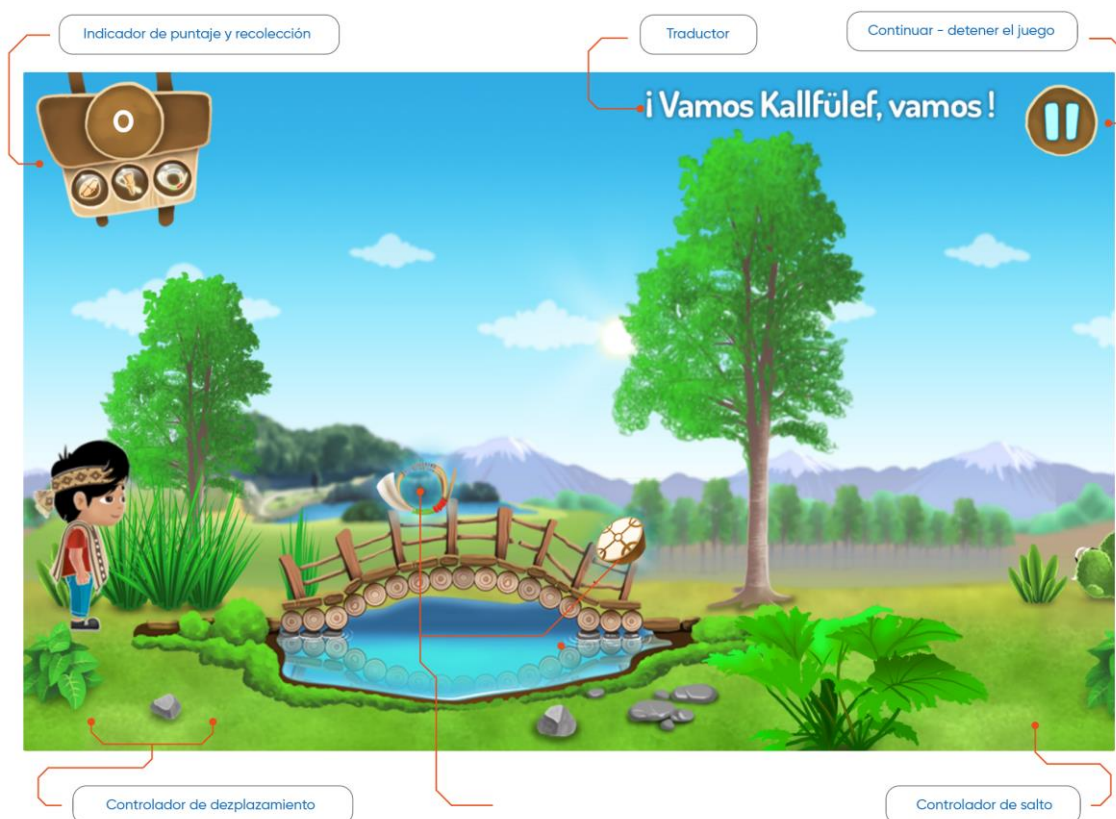 Indicador de puntaje y recolección
Traductor
Continuar - detener el juego
0
¡ Vamos Kallfülef, vamos !
Controlador de dezplazamiento
Controlador de salto